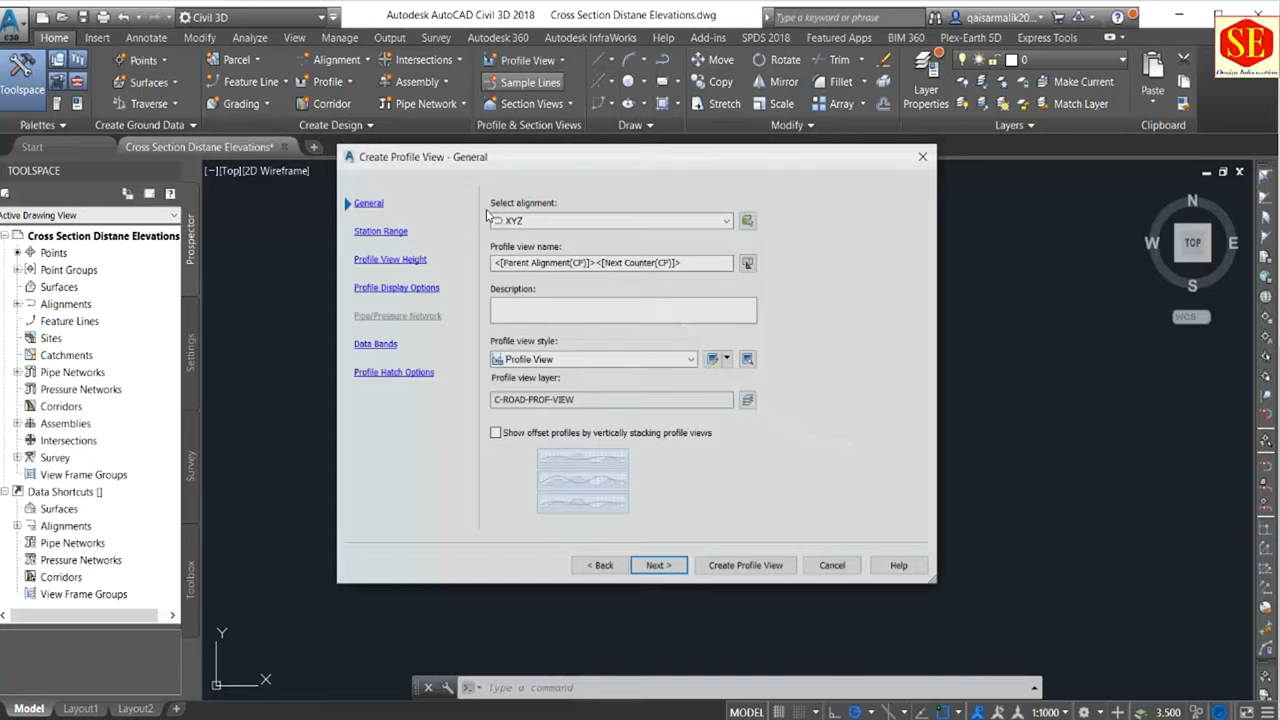 Civil 3D
Autodesk AutoCAD Civil 3D 2018 Cross Section Distane Elevations.dwg
Type a keyword or phrase
qaisarmalik20...
SE
C3D
Home Insert Annotate Modify Analyze View Manage Output Survey Autodesk 360 Autodesk InfraWorks Help Add-ins SPDS 2018 Featured Apps BIM 360 Plex-Earth 5D Express Tools
Toolspace
Points
Surfaces
Traverse
Parcel
Feature Line
Grading
Alignment
Profile
Corridor
Intersections
Assembly
Pipe Network
Profile View
Sample Lines
Section Views
Move
Copy
Stretch
Rotate
Mirror
Scale
Trim
Fillet
Array
Layer
Properties
0
Make Current
Match Layer
Paste
Palettes Create Ground Data Create Design Profile & Section Views Draw Modify Layers Clipboard
Start Cross Section Distane Elevations*
TOOLSPACE
Active Drawing View
Cross Section Distane Elevations
Points
Point Groups
Surfaces
Alignments
Feature Lines
Sites
Catchments
Pipe Networks
Pressure Networks
Corridors
Assemblies
Intersections
Survey
View Frame Groups
Data Shortcuts []
Surfaces
Alignments
Pipe Networks
Pressure Networks
Corridors
View Frame Groups
Prospector
Settings
Survey
Toolbox
[−][Top][2D Wireframe]
Create Profile View - General
General
Station Range
Profile View Height
Profile Display Options
Pipe/Pressure Network
Data Bands
Profile Hatch Options
Select alignment:
XYZ
Profile view name:
<[Parent Alignment(CP)]><[Next Counter(CP)]>
Description:
Profile view style:
Profile View
Profile view layer:
C-ROAD-PROF-VIEW
Show offset profiles by vertically stacking profile views
< Back Next > Create Profile View Cancel Help
N
W TOP E
S
WCS
Y
X
Type a command
Model Layout1 Layout2
MODEL 1:1000 3.500